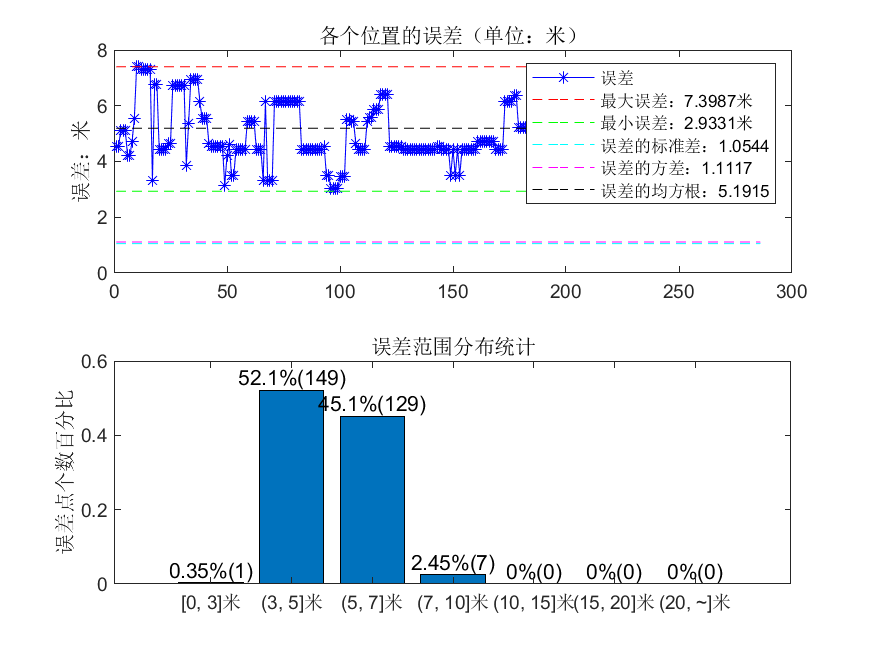 各个位置的误差（单位：米）
8
6
4
2
0
误差：米
误差
最大误差：7.3987米
最小误差：2.9331米
误差的标准差：1.0544
误差的方差：1.1117
误差的均方根：5.1915
0 50 100 150 200 250 300
误差范围分布统计
0.6
0.4
0.2
0
误差点个数百分比
52.1%(149)
45.1%(129)
0.35%(1)
2.45%(7)
0%(0)
0%(0)
0%(0)
[0, 3]米 (3, 5]米 (5, 7]米 (7, 10]米 (10, 15]米 (15, 20]米 (20, ~]米